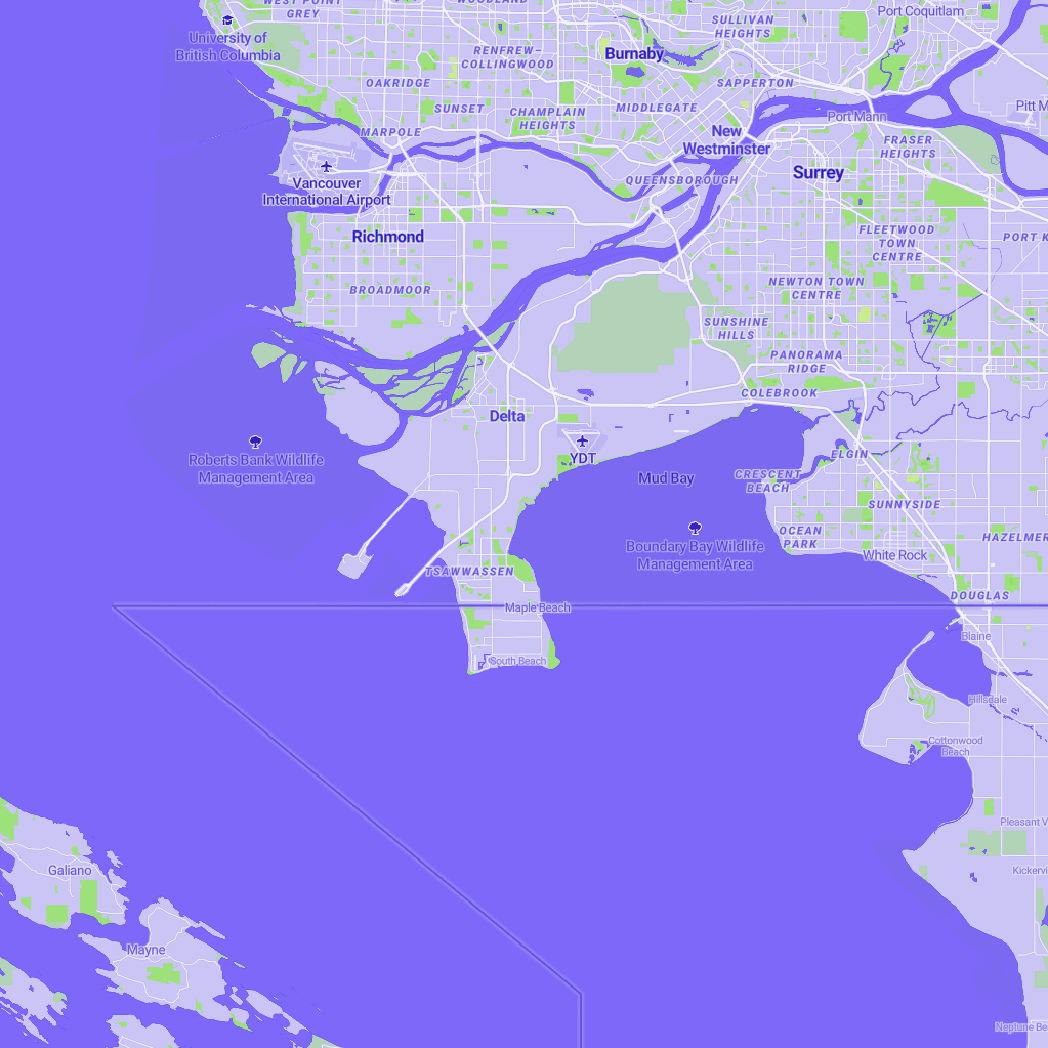 WEST POINT
GREY
WOODLAND
Port Coquitlam
University of
British Columbia
SULLIVAN
HEIGHTS
RENFREW–
COLLINGWOOD
Burnaby
OAKRIDGE
SAPPERTON
SUNSET
CHAMPLAIN
HEIGHTS
MIDDLEGATE
Pitt M
Port Mann
MARPOLE
New
Westminster
FRASER
HEIGHTS
Vancouver
International Airport
QUEENSBOROUGH
Surrey
Richmond
FLEETWOOD
TOWN
CENTRE
PORT K
BROADMOOR
NEWTON TOWN
CENTRE
SUNSHINE
HILLS
PANORAMA
RIDGE
COLEBROOK
Delta
YDT
ELGIN
Roberts Bank Wildlife
Management Area
Mud Bay
CRESCENT
BEACH
SUNNYSIDE
OCEAN
PARK
HAZELMER
Boundary Bay Wildlife
Management Area
White Rock
TSAWWASSEN
DOUGLAS
Maple Beach
Blaine
South Beach
Hillsdale
Cottonwood
Beach
Pleasant V
Galiano
Kickervi
Mayne
Neptune Be